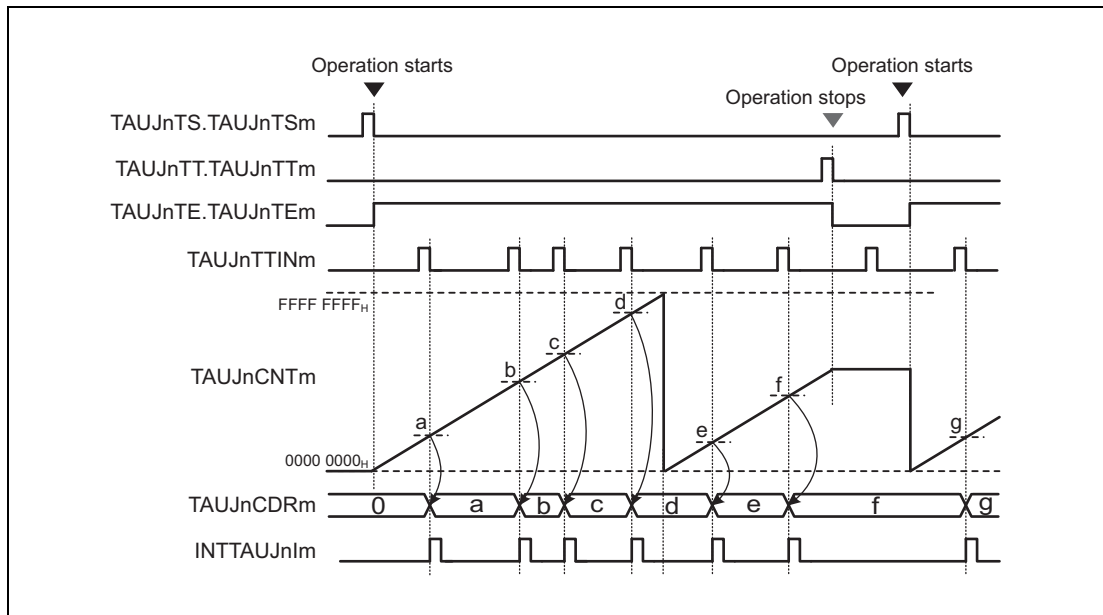 Operation starts
Operation starts
Operation stops
TAUJnTS.TAUJnTSm
TAUJnTT.TAUJnTTm
TAUJnTE.TAUJnTEm
TAUJnTTINm
FFFF FFFFH
d
c
TAUJnCNTm
b
f
a
e
g
0000 0000H
TAUJnCDRm 0 a b c d e f g
INTTAUJnIm